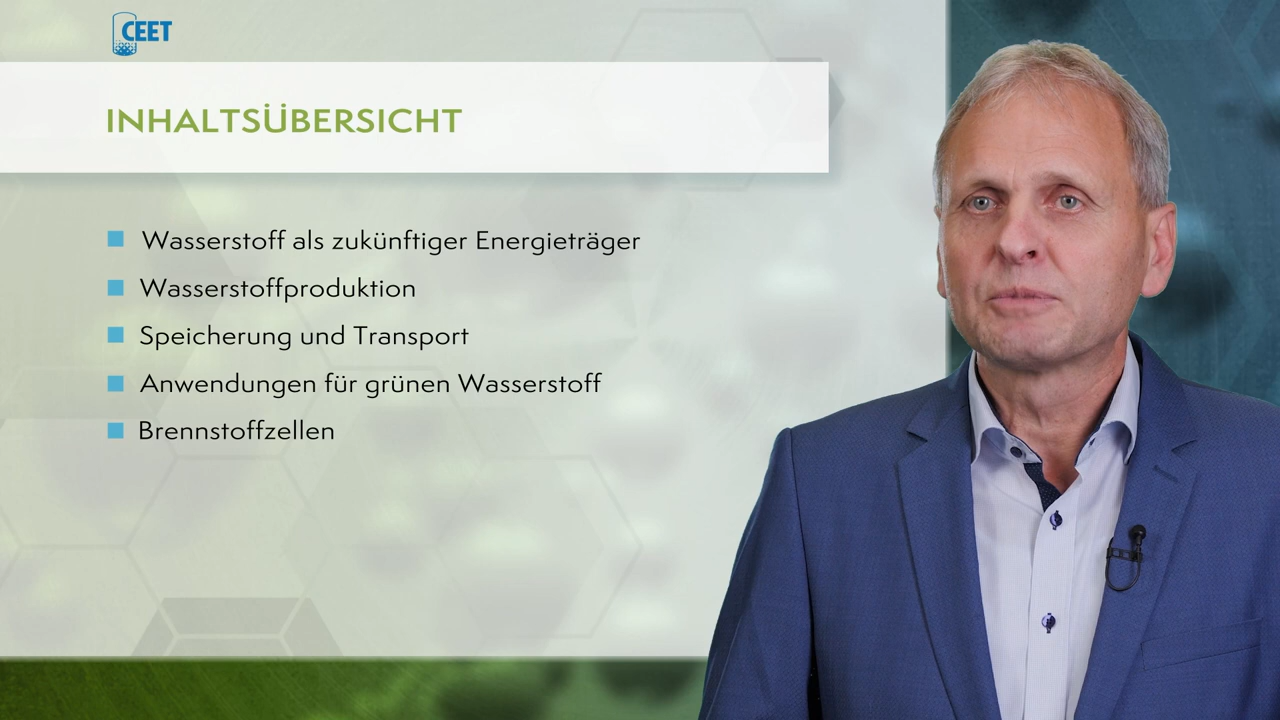 CEET
INHALTSÜBERSICHT
Wasserstoff als zukünftiger Energieträger
Wasserstoffproduktion
Speicherung und Transport
Anwendungen für grünen Wasserstoff
Brennstoffzellen